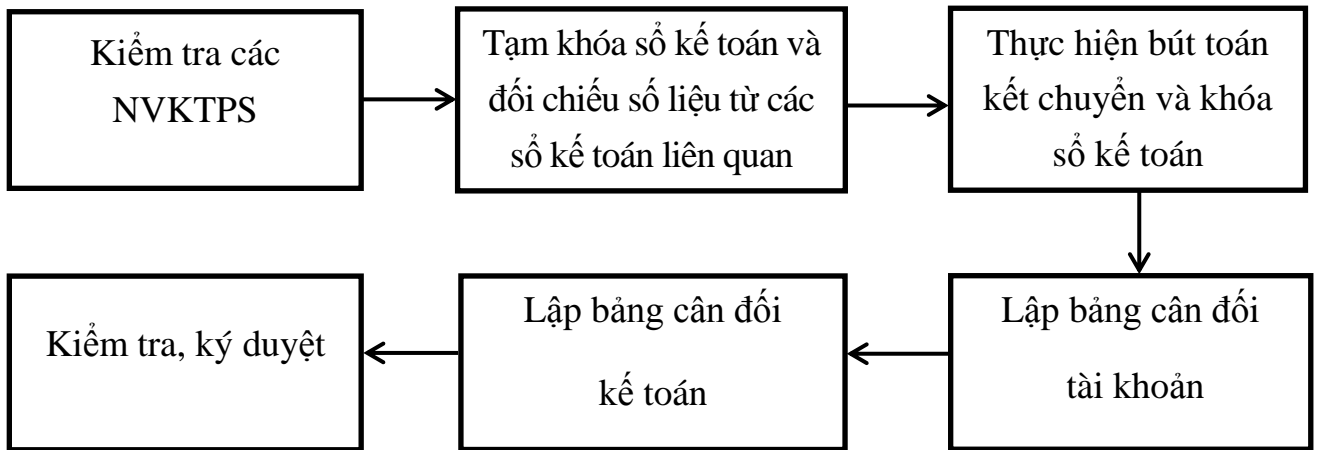 Kiểm tra các
NVKTPS
Tạm khóa sổ kế toán và
đối chiếu số liệu từ các
sổ kế toán liên quan
Thực hiện bút toán
kết chuyển và khóa
sổ kế toán
Lập bảng cân đối
tài khoản
Lập bảng cân đối
kế toán
Kiểm tra, ký duyệt